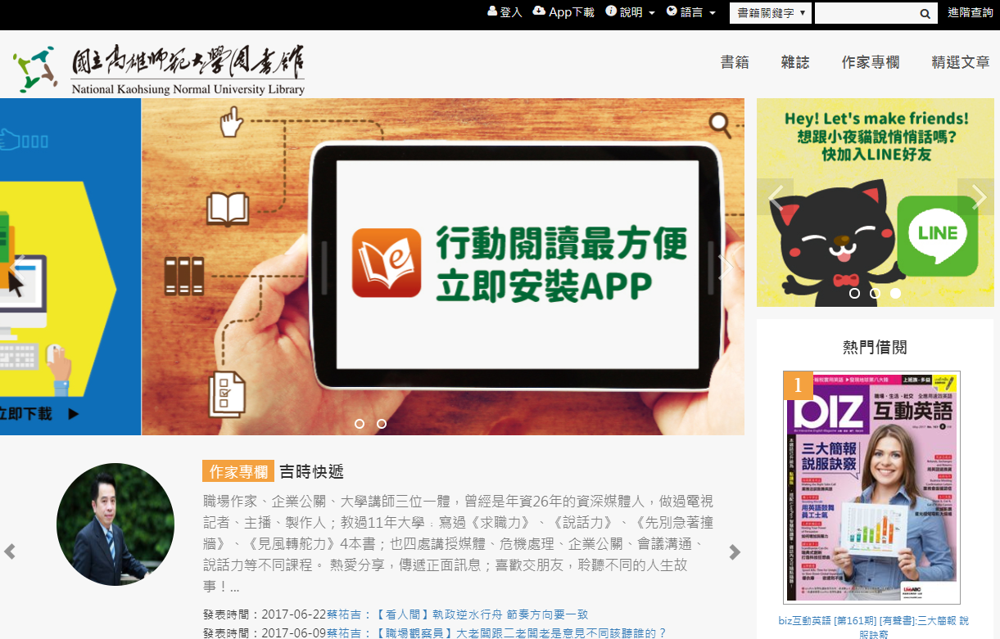 登入 App下載 說明 語言 書籍關鍵字 進階查詢
國立高雄師範大學圖書館
National Kaohsiung Normal University Library
書籍 雜誌 作家專欄 精選文章
立即下載
行動閱讀最方便
立即安裝APP
Hey! Let's make friends!
想跟小夜貓說悄悄話嗎?
快加入LINE好友
LINE
熱門借閱
1
biz
互動英語
三大簡報
說服訣竅
作家專欄 吉時快遞
職場作家、企業公關、大學講師三位一體！曾經是年資26年的資深媒體人，做過電視
記者、主播、製作人；教過11年大學，寫過《求職力》、《說話力》、《先別急著撞
牆》、《見風轉舵力》4本書；也四處講授媒體、危機處理、企業公關、會議溝通、
說話力等不同課程。 熱愛分享，傳遞正面訊息；喜歡交朋友，聆聽不同的人生故
事！...
發表時間：2017-06-22蔡祐吉：【看人間】執政逆水行舟 節奏方向要一致
發表時間：2017-06-09蔡祐吉：【職場觀察員】大老闆跟二老闆老是意見不同該聽誰的？
biz互動英語 [第161期] [有聲書]:三大簡報 說
服訣竅